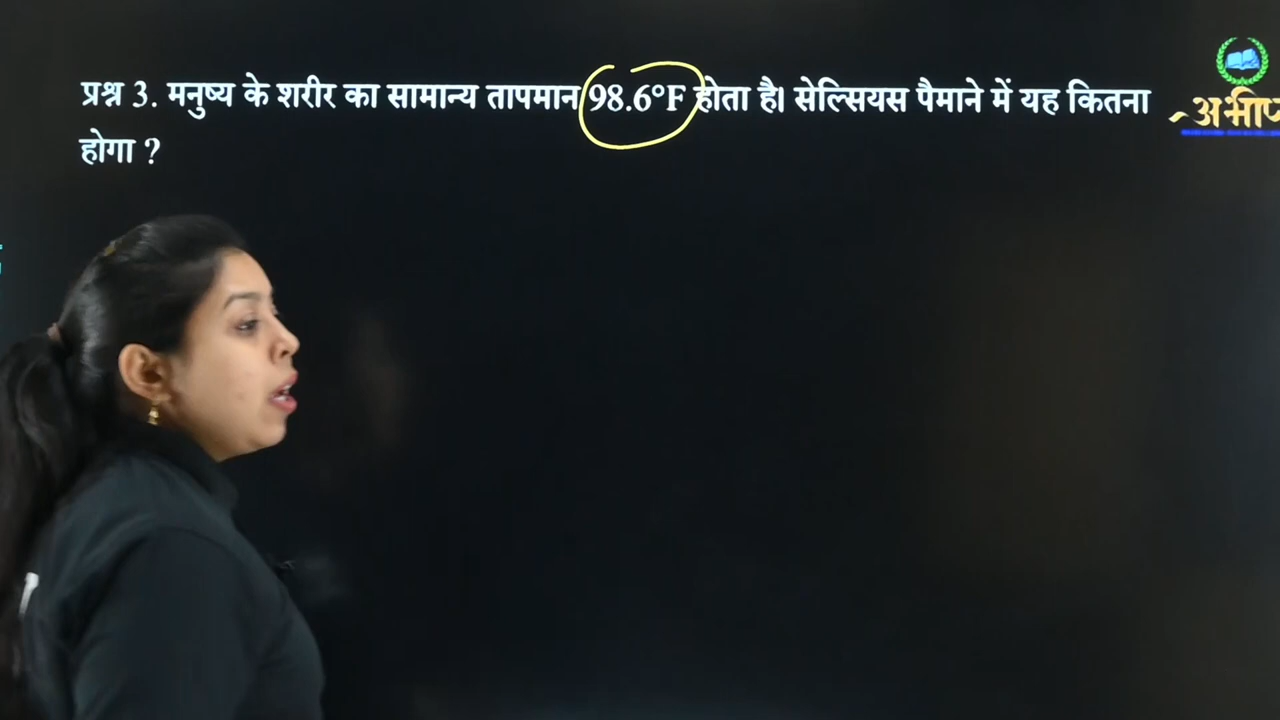 प्रश्न 3. मनुष्य के शरीर का सामान्य तापमान 98.6°F होता है। सेल्सियस पैमाने में यह कितना
होगा ?